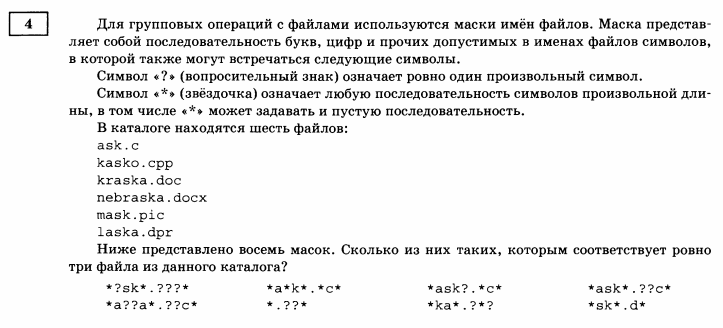 4
Для групповых операций с файлами используются маски имён файлов. Маска представ-
ляет собой последовательность букв, цифр и прочих допустимых в именах файлов символов,
в которой также могут встречаться следующие символы.
Символ «?» (вопросительный знак) означает ровно один произвольный символ.
Символ «*» (звёздочка) означает любую последовательность символов произвольной дли-
ны, в том числе «*» может задавать и пустую последовательность.
В каталоге находятся шесть файлов:
ask.c
kasko.cpp
kraska.doc
nebraska.docx
mask.pic
laska.dpr
Ниже представлено восемь масок. Сколько из них таких, которым соответствует ровно
три файла из данного каталога?
*?sk*.???* *a*k*.*c* *ask?.*c* *ask*.??c*
*a??a*.??c* *.??* *ka*.?*? *sk*.d*